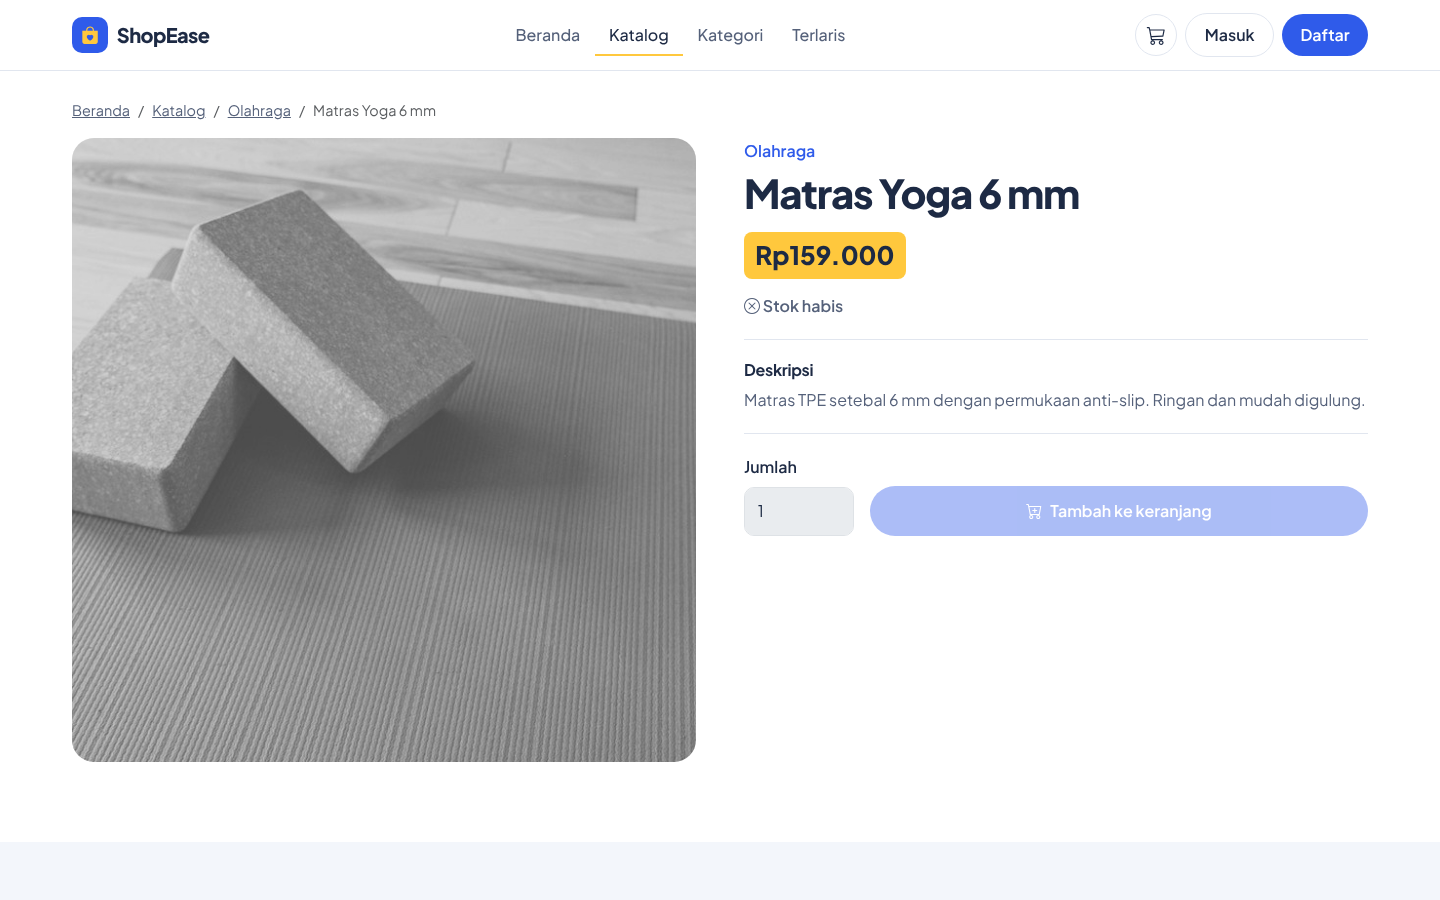 ShopEase
Beranda Katalog Kategori Terlaris
Masuk
Daftar
Beranda / Katalog / Olahraga / Matras Yoga 6 mm
Olahraga
Matras Yoga 6 mm
Rp159.000
Stok habis
Deskripsi
Matras TPE setebal 6 mm dengan permukaan anti-slip. Ringan dan mudah digulung.
Jumlah
1
Tambah ke keranjang